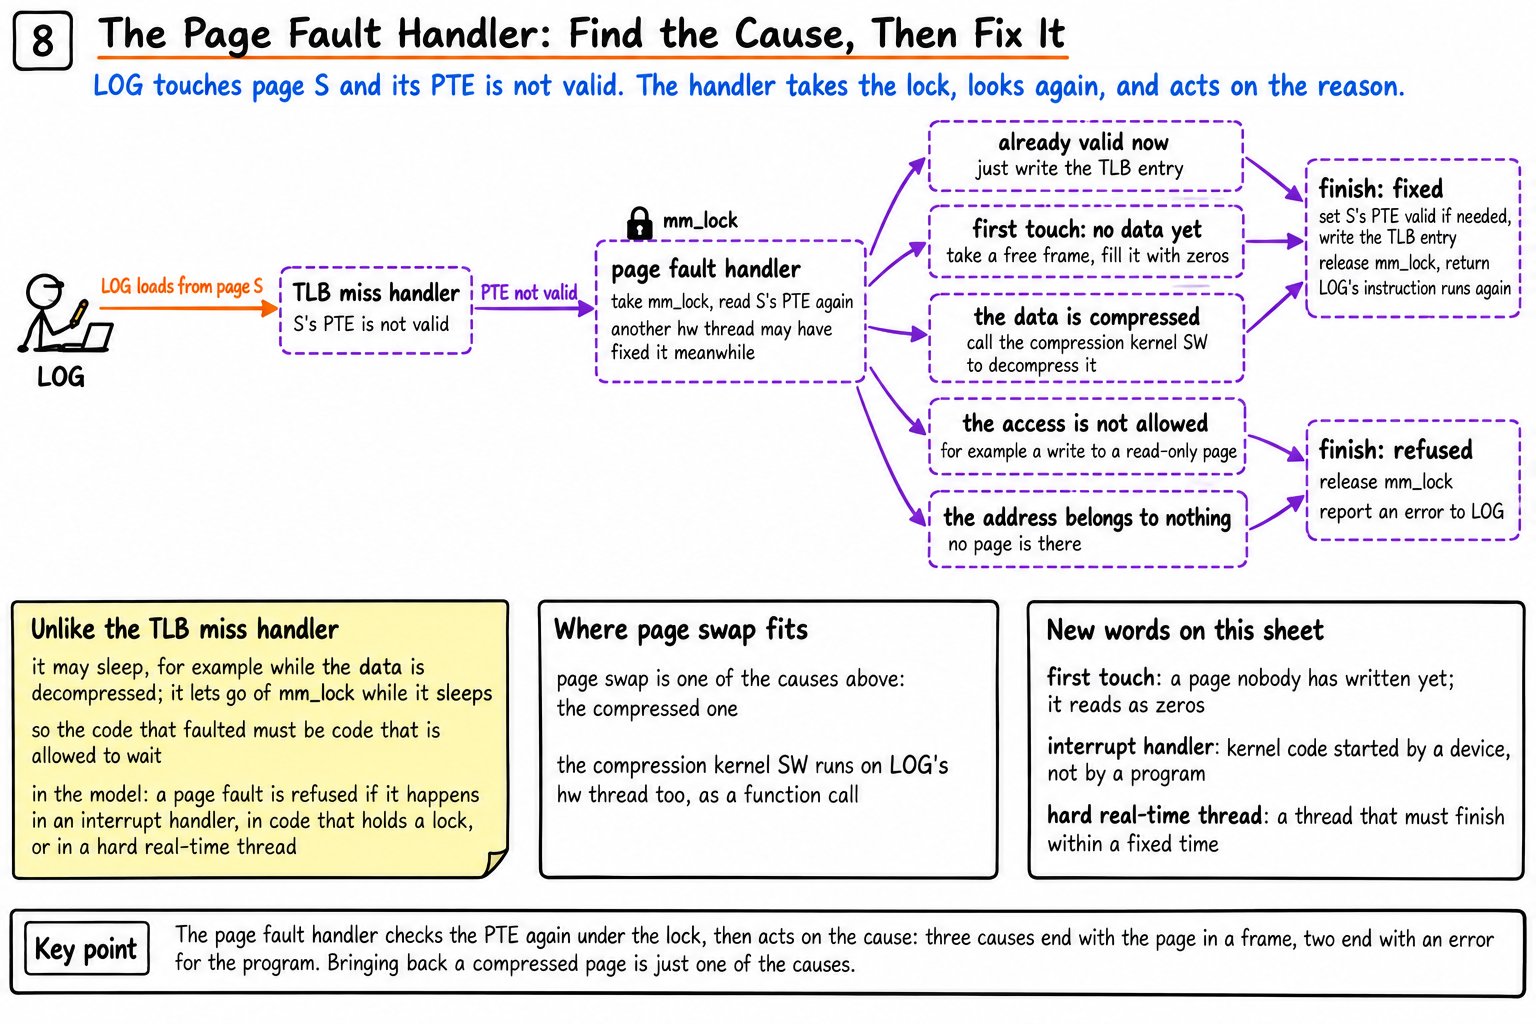 8
The Page Fault Handler: Find the Cause, Then Fix It
LOG touches page S and its PTE is not valid. The handler takes the lock, looks again, and acts on the reason.
LOG
LOG loads from page S
TLB miss handler
S's PTE is not valid
PTE not valid
mm_lock
page fault handler
take mm_lock, read S's PTE again
another hw thread may have
fixed it meanwhile
already valid now
just write the TLB entry
first touch: no data yet
take a free frame, fill it with zeros
the data is compressed
call the compression kernel SW
to decompress it
the access is not allowed
for example a write to a read-only page
the address belongs to nothing
no page is there
finish: fixed
set S's PTE valid if needed,
write the TLB entry
release mm_lock, return
LOG's instruction runs again
finish: refused
release mm_lock
report an error to LOG
Unlike the TLB miss handler
it may sleep, for example while the data is
decompressed; it lets go of mm_lock while it sleeps
so the code that faulted must be code that is
allowed to wait
in the model: a page fault is refused if it happens
in an interrupt handler, in code that holds a lock,
or in a hard real-time thread
Where page swap fits
page swap is one of the causes above:
the compressed one
the compression kernel SW runs on LOG's
hw thread too, as a function call
New words on this sheet
first touch: a page nobody has written yet;
it reads as zeros
interrupt handler: kernel code started by a device,
not by a program
hard real-time thread: a thread that must finish
within a fixed time
Key point
The page fault handler checks the PTE again under the lock, then acts on the cause: three causes end with the page in a frame, two end with an error
for the program. Bringing back a compressed page is just one of the causes.